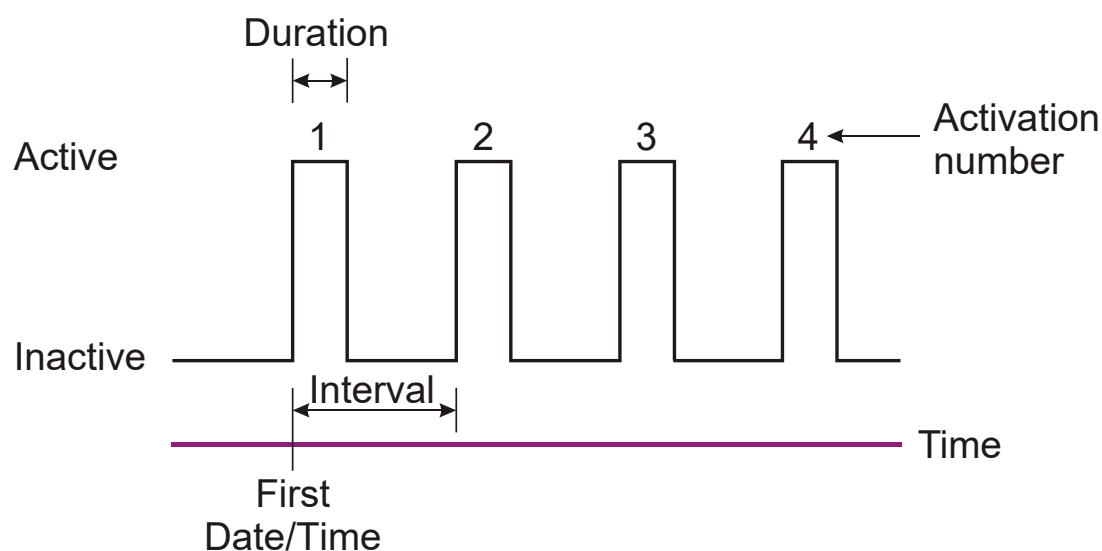 Duration
1
2
3
4
Activation
number
Active
Inactive
Interval
Time
First
Date/Time